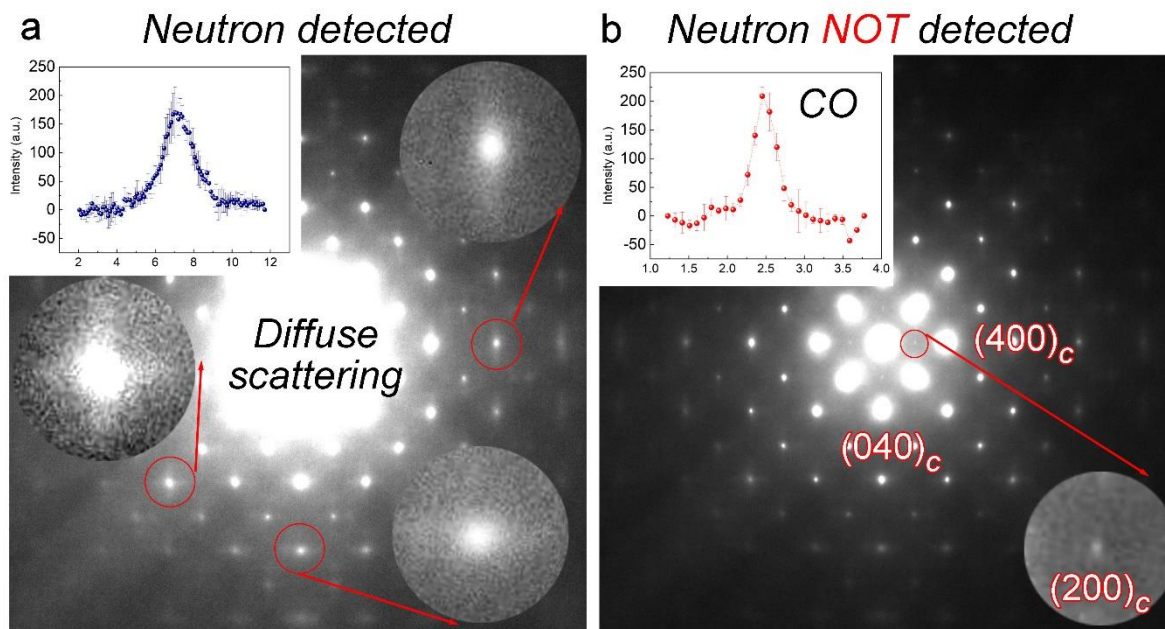 a Neutron detected
250
200
150
100
50
0
-50
Intensity (a.u.)
2 4 6 8 10 12
Diffuse
scattering
b Neutron NOT detected
250
200
150
100
50
0
-50
Intensity (a.u.)
CO
1.0 1.5 2.0 2.5 3.0 3.5 4.0
(400)c
(040)c
(200)c